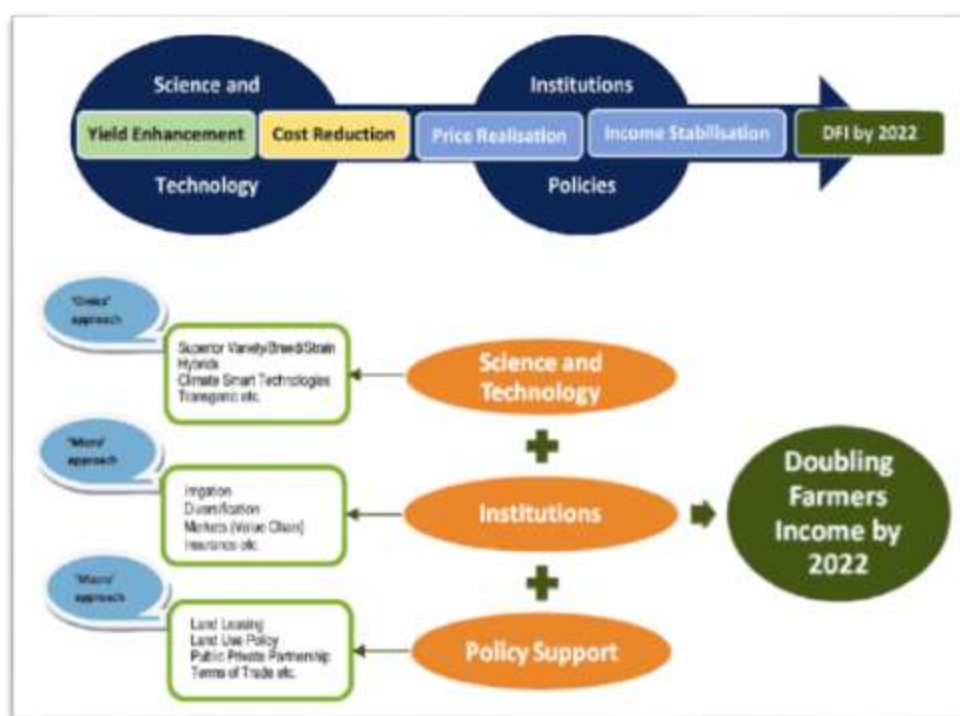 Science and
Yield Enhancement
Cost Reduction
Technology
Institutions
Price Realisation
Income Stabilisation
Policies
DFI by 2022
"Omics"
approach
Superior Variety/Breed/Strain
Hybrids
Climate Smart Technologies
Transgenic etc.
Science and
Technology
"Micro"
approach
Irrigation
Diversification
Markets (Value Chain)
Insurance etc.
Institutions
Doubling
Farmers
Income by
2022
"Macro"
approach
Land Leasing
Land Use Policy
Public Private Partnership
Terms of Trade etc.
Policy Support